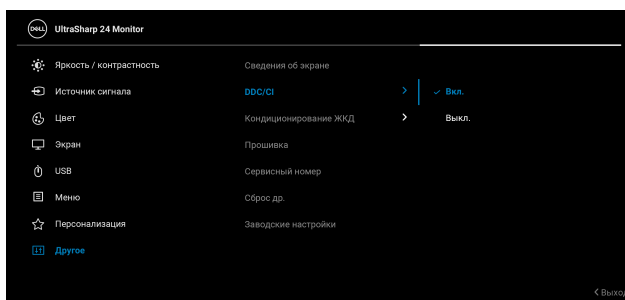 DELL UltraSharp 24 Monitor
Яркость / контрастность Сведения об экране
Источник сигнала DDC/CI Вкл.
Цвет Кондиционирование ЖКД Выкл.
Экран Прошивка
USB Сервисный номер
Меню Сброс др.
Персонализация Заводские настройки
Другое
Выход